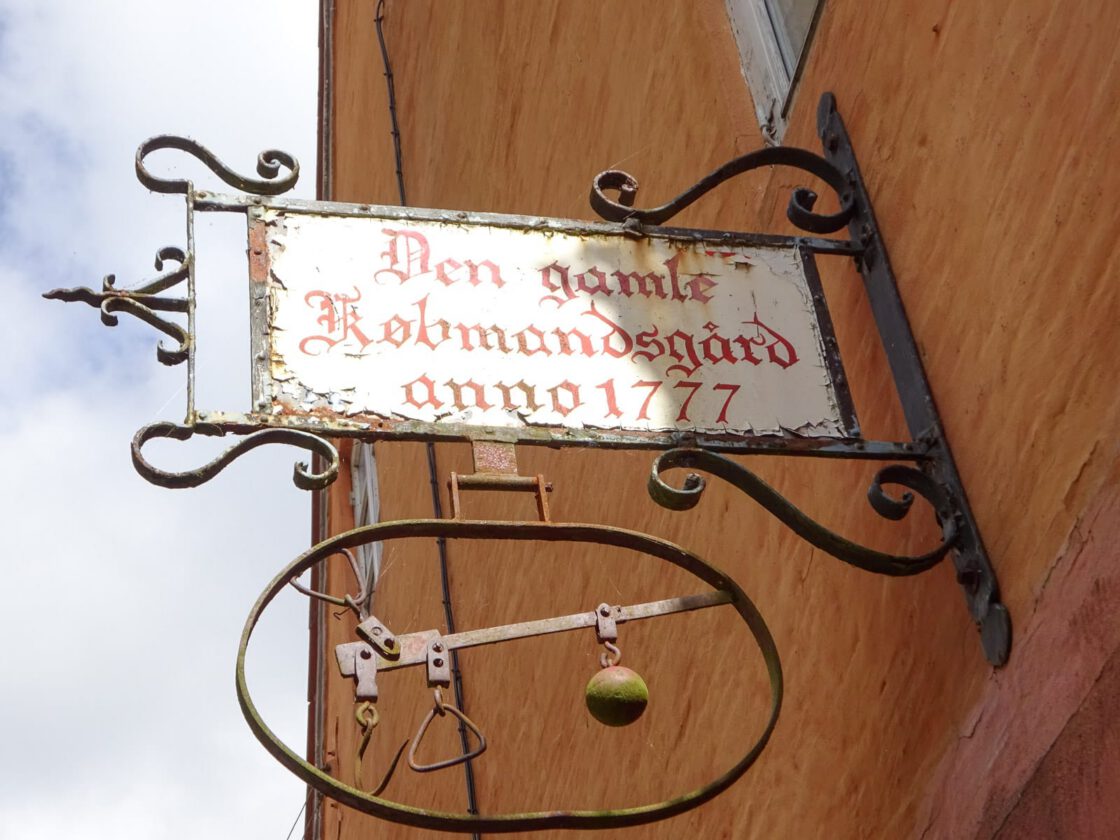 Den gamle
Købmandsgård
anno 1777